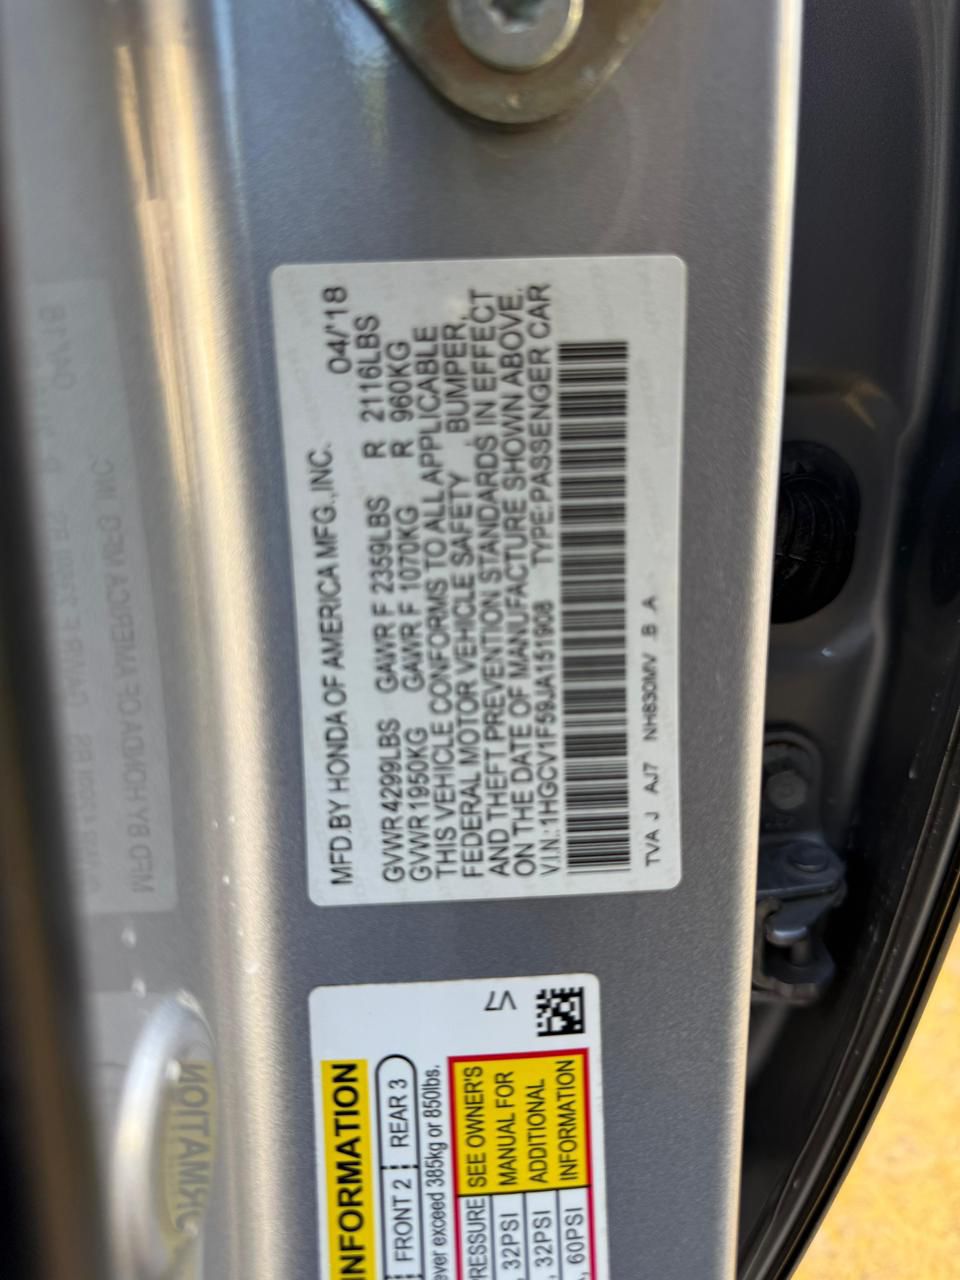 MFD.BY HONDA OF AMERICA MFG.,INC. 04/'18
GVWR 4299LBS GAWR F 2359LBS R 2116LBS
GVWR 1950KG GAWR F 1070KG R 960KG
THIS VEHICLE CONFORMS TO ALL APPLICABLE
FEDERAL MOTOR VEHICLE SAFETY, BUMPER,
AND THEFT PREVENTION STANDARDS IN EFFECT
ON THE DATE OF MANUFACTURE SHOWN ABOVE.
V I N: 1HGCV1F59JA151908 TYPE:PASSENGER CAR
TVA J AJ7 NH830MV B A
INFORMATION
FRONT 2 REAR 3
ever exceed 385kg or 850lbs.
RESSURE SEE OWNER'S
, 32PSI MANUAL FOR
, 32PSI ADDITIONAL
, 60PSI INFORMATION